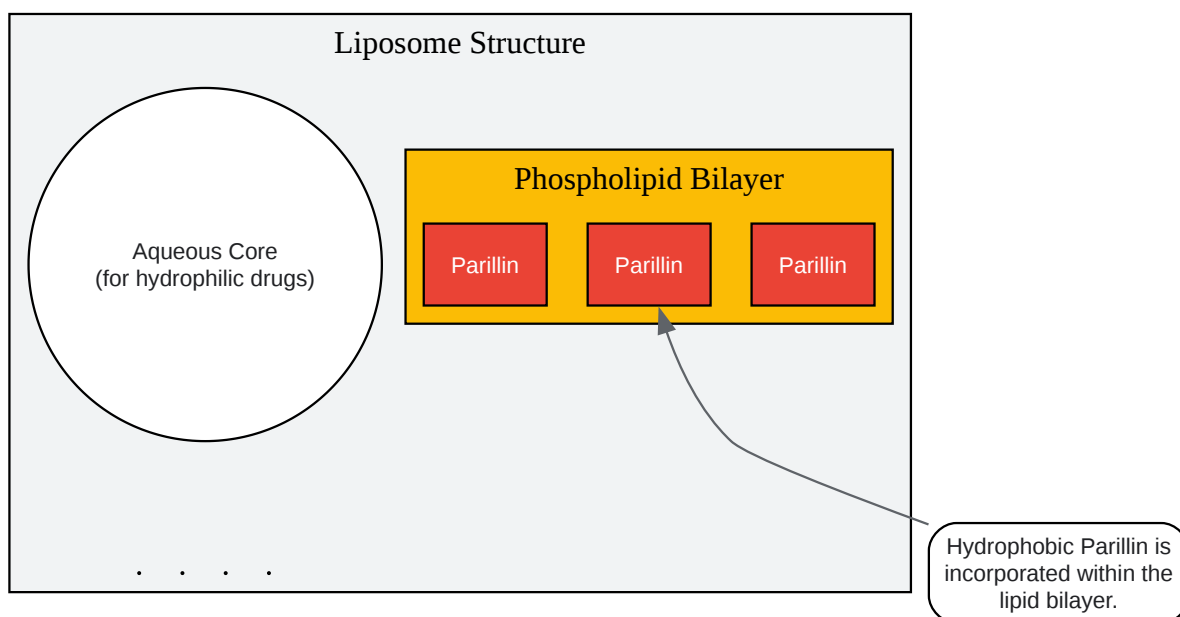 Liposome Structure
Phospholipid Bilayer
Aqueous Core
(for hydrophilic drugs)
Parillin
Parillin
Parillin
. . . .
Hydrophobic Parillin is
incorporated within the
lipid bilayer.